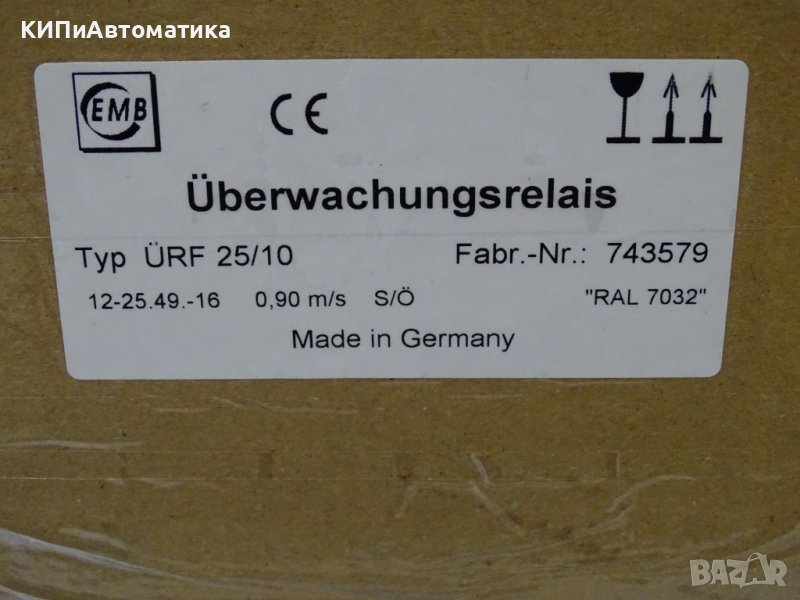 КИПиАвтоматика
EMB
CE
Überwachungsrelais
Typ ÜRF 25/10 Fabr.-Nr.: 743579
12-25.49.-16 0,90 m/s S/Ö "RAL 7032"
Made in Germany
BAZAR